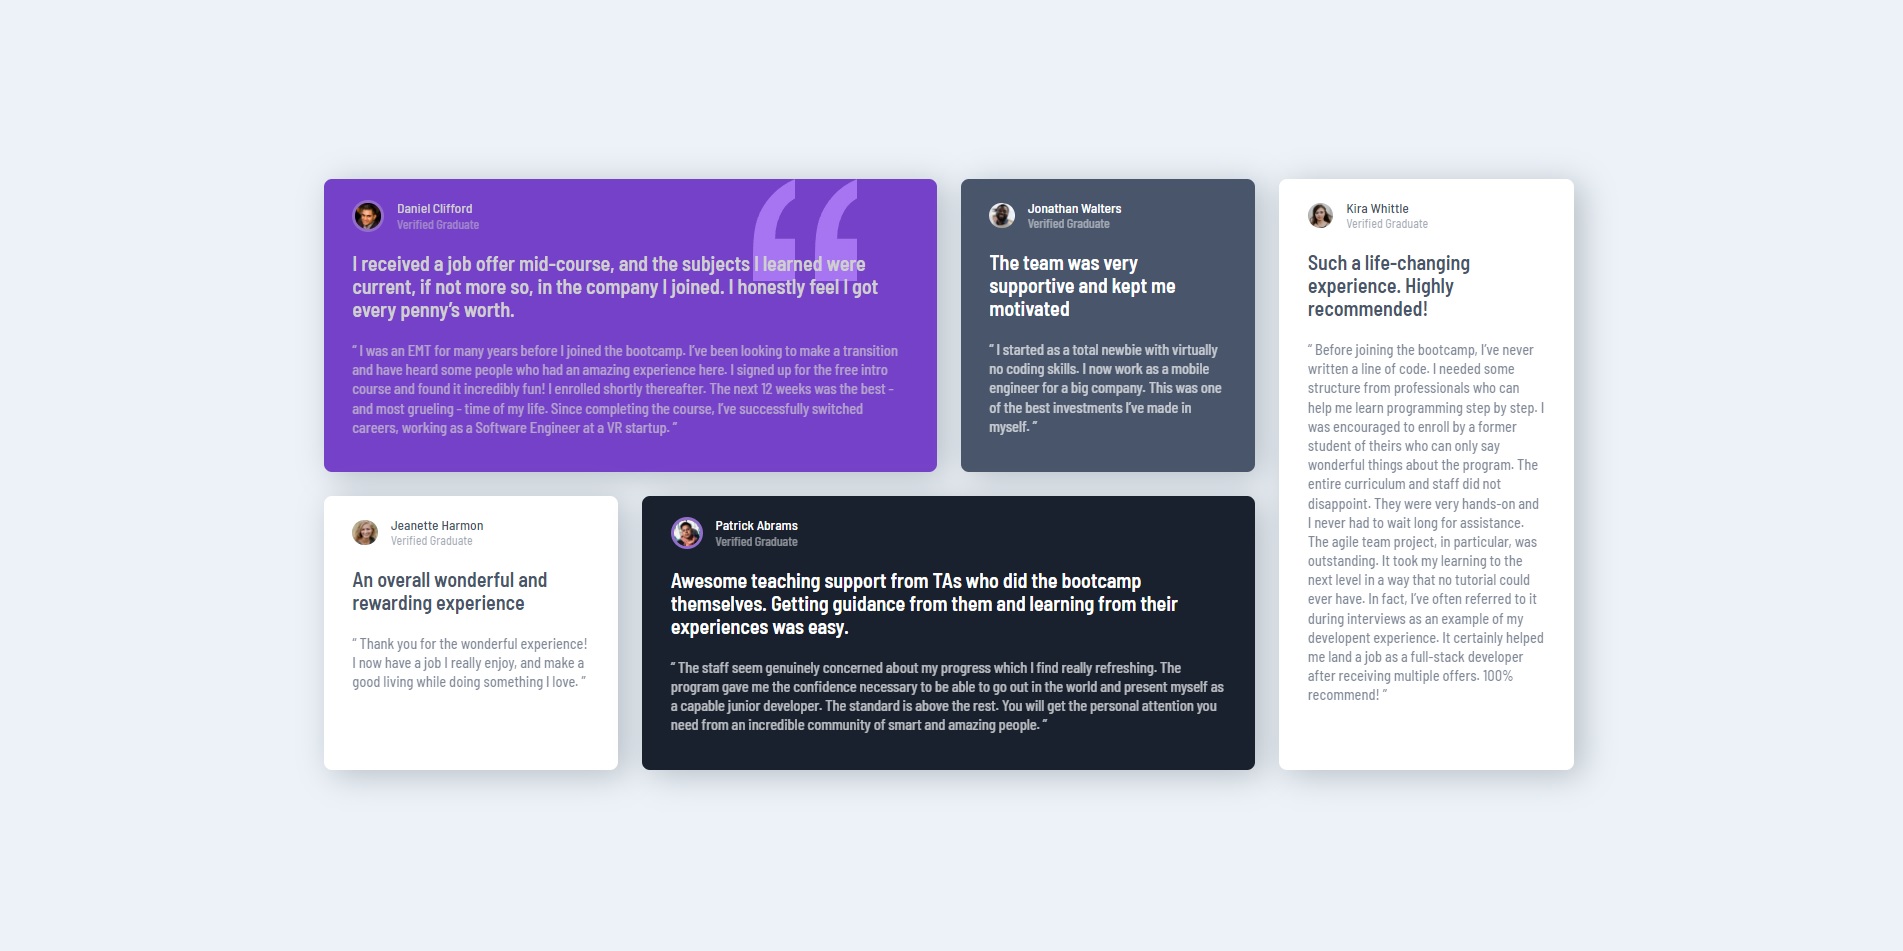 Daniel Clifford
Verified Graduate
I received a job offer mid-course, and the subjects I learned were
current, if not more so, in the company I joined. I honestly feel I got
every penny’s worth.
“ I was an EMT for many years before I joined the bootcamp. I’ve been looking to make a transition
and have heard some people who had an amazing experience here. I signed up for the free intro
course and found it incredibly fun! I enrolled shortly thereafter. The next 12 weeks was the best -
and most grueling - time of my life. Since completing the course, I’ve successfully switched
careers, working as a Software Engineer at a VR startup. ”
Jonathan Walters
Verified Graduate
The team was very
supportive and kept me
motivated
“ I started as a total newbie with virtually
no coding skills. I now work as a mobile
engineer for a big company. This was one
of the best investments I’ve made in
myself. ”
Kira Whittle
Verified Graduate
Such a life-changing
experience. Highly
recommended!
“ Before joining the bootcamp, I’ve never
written a line of code. I needed some
structure from professionals who can
help me learn programming step by step. I
was encouraged to enroll by a former
student of theirs who can only say
wonderful things about the program. The
entire curriculum and staff did not
disappoint. They were very hands-on and
I never had to wait long for assistance.
The agile team project, in particular, was
outstanding. It took my learning to the
next level in a way that no tutorial could
ever have. In fact, I’ve often referred to it
during interviews as an example of my
developent experience. It certainly helped
me land a job as a full-stack developer
after receiving multiple offers. 100%
recommend! ”
Jeanette Harmon
Verified Graduate
An overall wonderful and
rewarding experience
“ Thank you for the wonderful experience!
I now have a job I really enjoy, and make a
good living while doing something I love. ”
Patrick Abrams
Verified Graduate
Awesome teaching support from TAs who did the bootcamp
themselves. Getting guidance from them and learning from their
experiences was easy.
“ The staff seem genuinely concerned about my progress which I find really refreshing. The
program gave me the confidence necessary to be able to go out in the world and present myself as
a capable junior developer. The standard is above the rest. You will get the personal attention you
need from an incredible community of smart and amazing people. ”